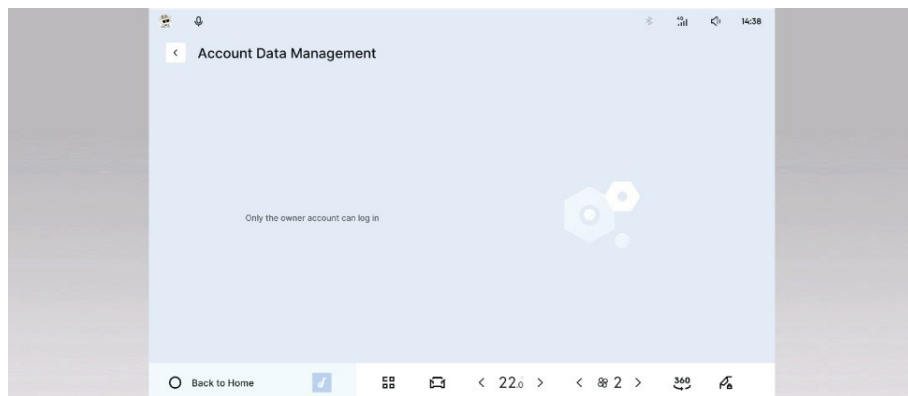 4G
14:38
Account Data Management
Only the owner account can log in
Back to Home
22.0
2
360